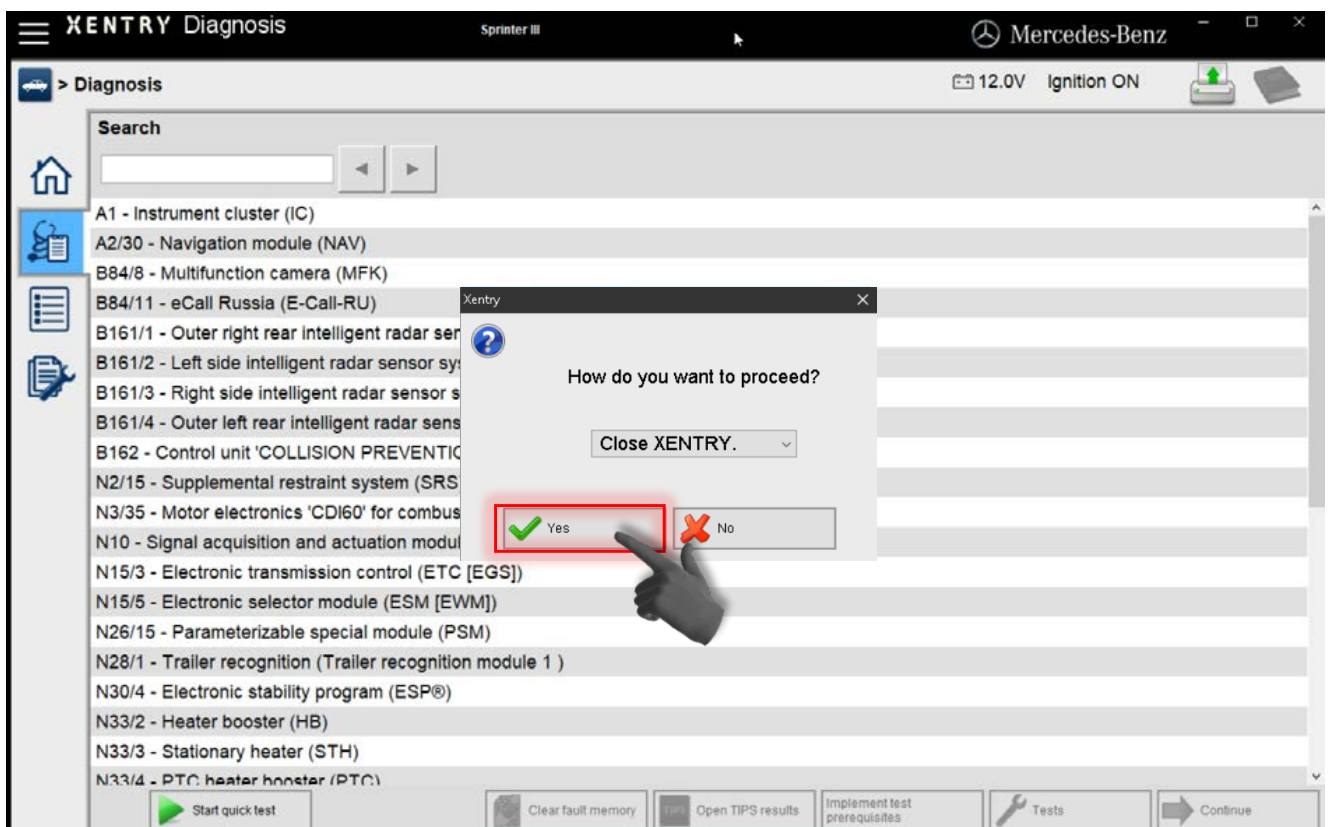 XENTRY Diagnosis
Sprinter III
Mercedes-Benz
> Diagnosis
12.0V Ignition ON
Search
A1 - Instrument cluster (IC)
A2/30 - Navigation module (NAV)
B84/8 - Multifunction camera (MFK)
B84/11 - eCall Russia (E-Call-RU)
B161/1 - Outer right rear intelligent radar sen
B161/2 - Left side intelligent radar sensor sys
B161/3 - Right side intelligent radar sensor s
B161/4 - Outer left rear intelligent radar sens
B162 - Control unit 'COLLISION PREVENTIO
N2/15 - Supplemental restraint system (SRS
N3/35 - Motor electronics 'CDI60' for combus
N10 - Signal acquisition and actuation modul
N15/3 - Electronic transmission control (ETC [EGS])
N15/5 - Electronic selector module (ESM [EWM])
N26/15 - Parameterizable special module (PSM)
N28/1 - Trailer recognition (Trailer recognition module 1 )
N30/4 - Electronic stability program (ESP®)
N33/2 - Heater booster (HB)
N33/3 - Stationary heater (STH)
N33/4 - PTC heater booster (PTC)
Xentry
How do you want to proceed?
Close XENTRY.
Yes
No
Start quick test
Clear fault memory
TIPS Open TIPS results
Implement test
prerequisites
Tests
Continue